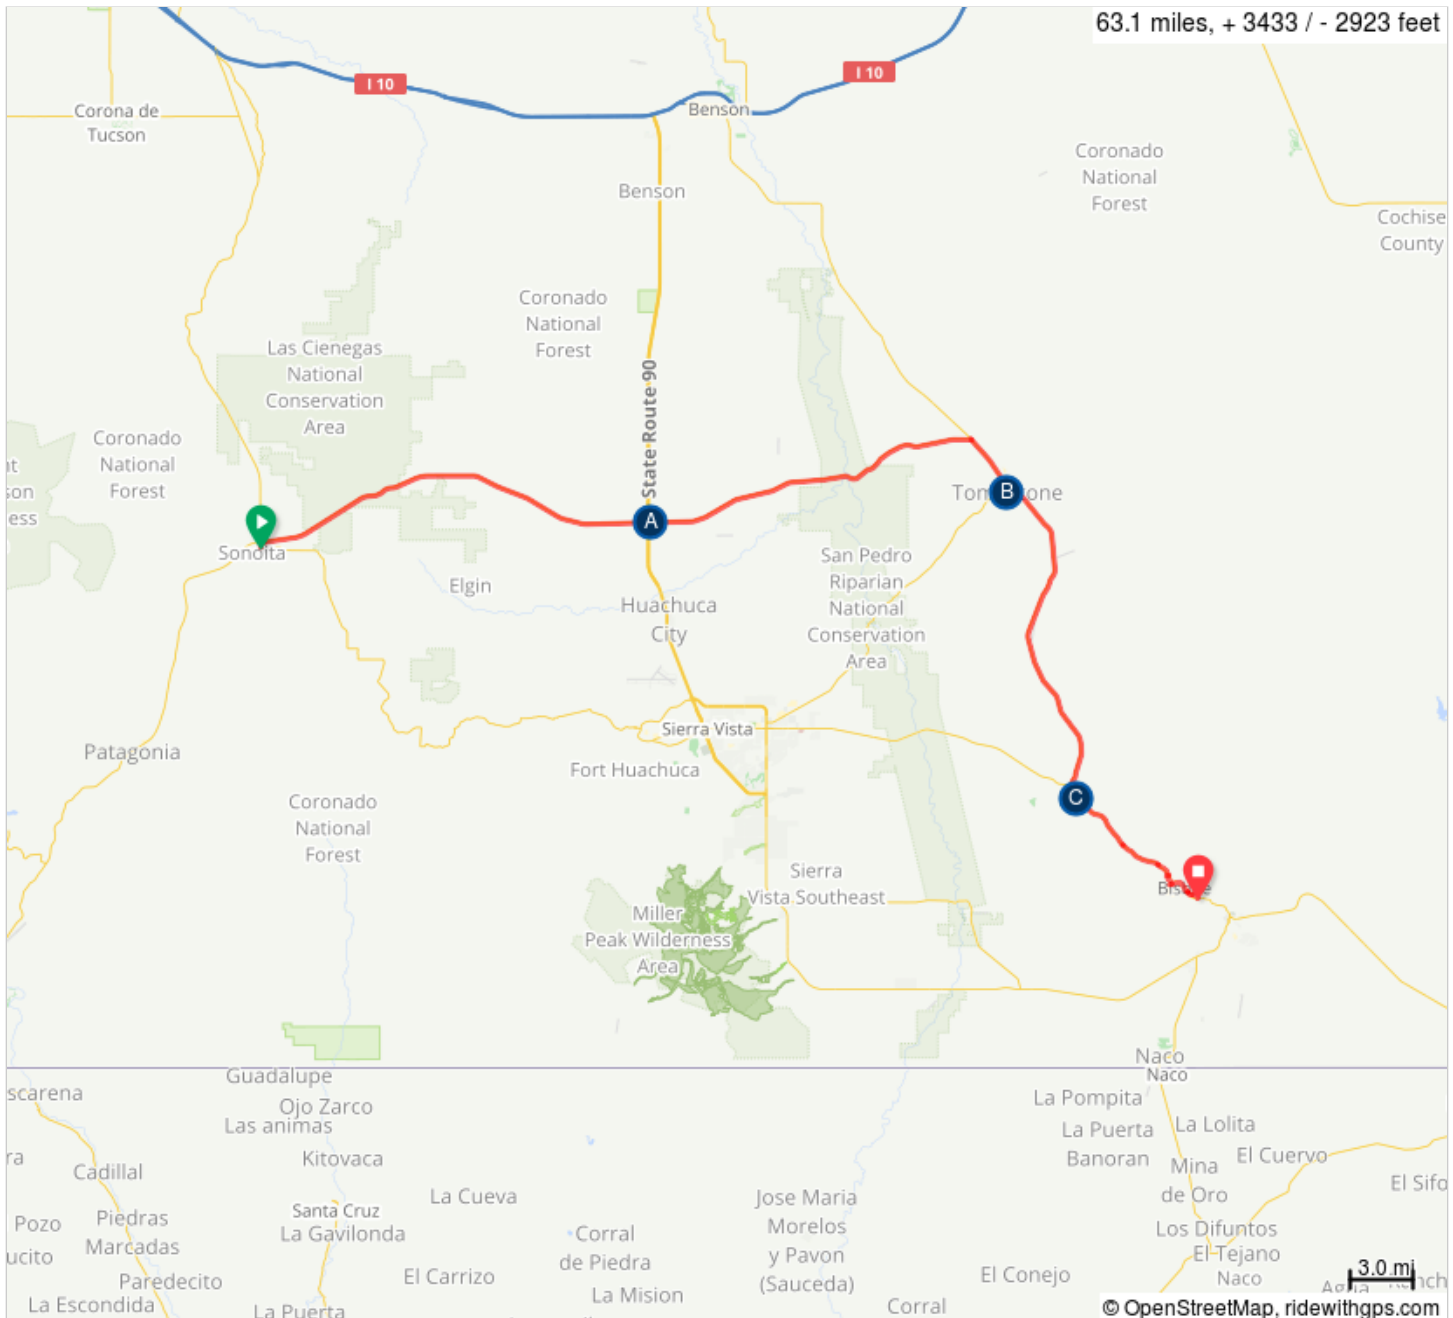 63.1 miles, + 3433 / - 2923 feet
I 10
I 10
Corona de
Tucson
Benson
Coronado
National
Forest
Benson
Cochise
County
Coronado
National
Forest
Las Cienegas
National
Conservation
Area
State Route 90
Coronado
National
Forest
nt
son
ess
A
B
Sonoita
San Pedro
Riparian
National
Conservation
Area
Elgin
Huachuca
City
Sierra Vista
Patagonia
Fort Huachuca
C
Coronado
National
Forest
Sierra
Vista Southeast
Miller
Peak Wilderness
Area
Naco
Naco
Guadalupe
scarena
Ojo Zarco
Las animas
La Pompita
La Lolita
La Puerta
Banoran
ra
Kitovaca
El Cuervo
Cadillal
Mina
de Oro
El Sifo
La Cueva
Jose Maria
Morelos
y Pavon
(Sauceda)
Santa Cruz
La Gavilonda
Pozo
Piedras
Marcadas
Corral
de Piedra
Los Difuntos
ucito
El Tejano
Naco
Paredecito
El Carrizo
El Conejo
3.0 mi
La Mision
La Escondida
La Puerta
Corral
© OpenStreetMap, ridewithgps.com